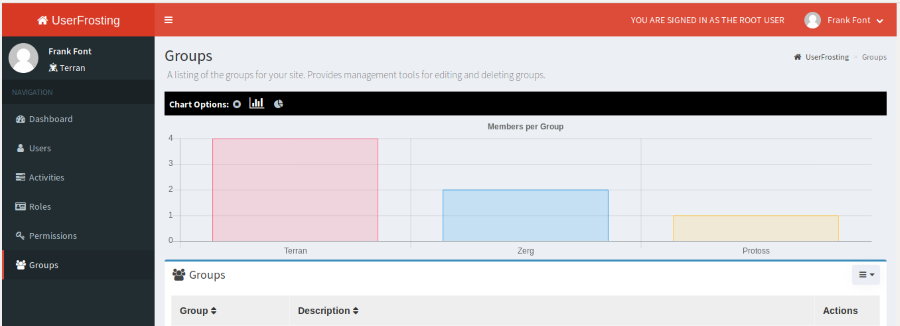 UserFrosting
YOU ARE SIGNED IN AS THE ROOT USER
Frank Font
Frank Font
Terran
NAVIGATION
Dashboard
Users
Activities
Roles
Permissions
Groups
Groups
A listing of the groups for your site. Provides management tools for editing and deleting groups.
UserFrosting > Groups
Chart Options:
Members per Group
4
3
2
1
0
Terran Zerg Protoss
Groups
Group Description Actions